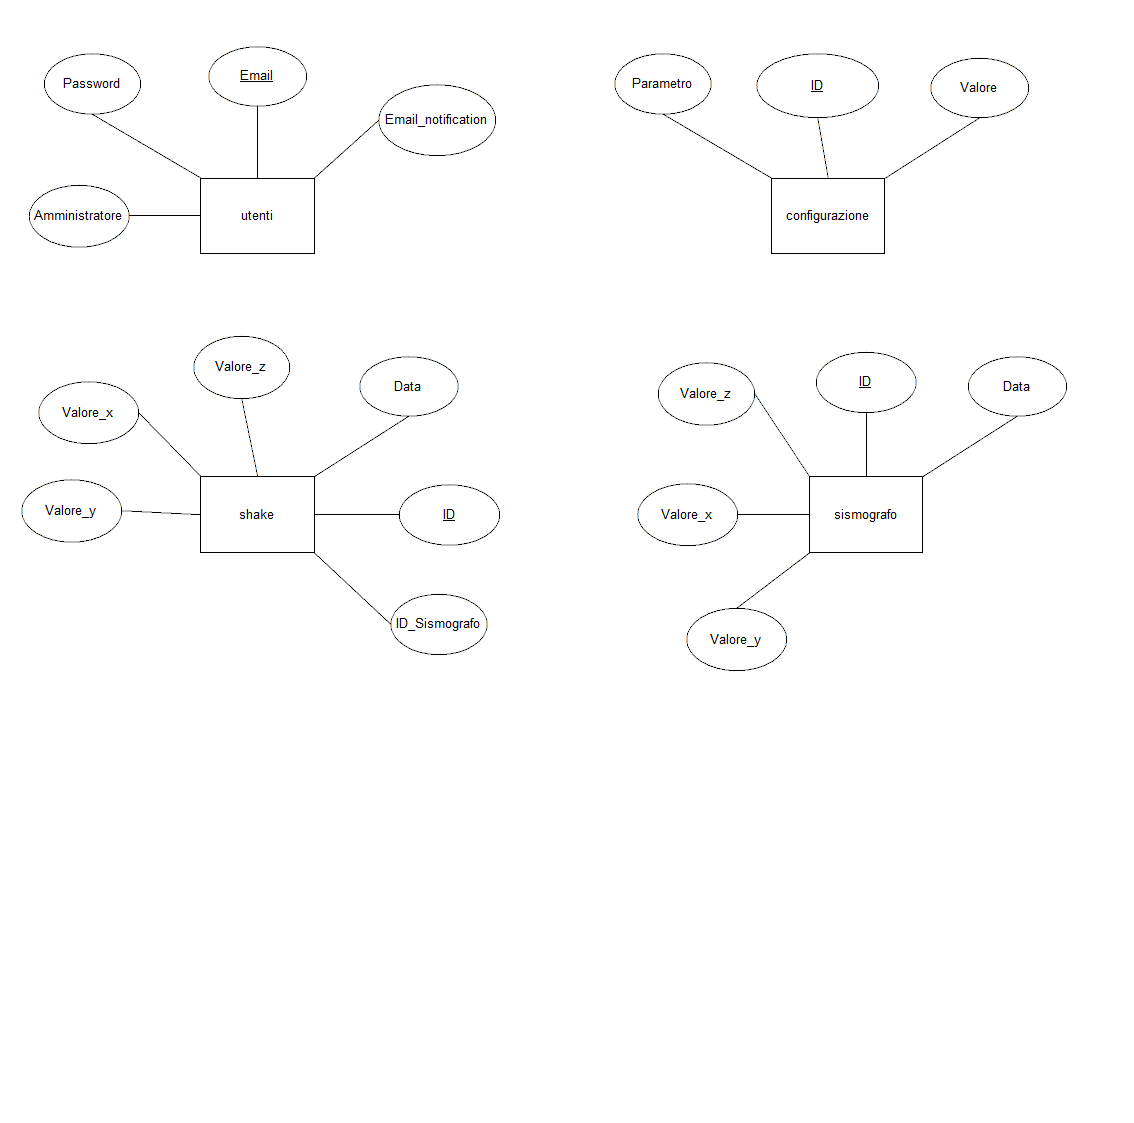 Password
Email
Email_notification
Amministratore
utenti
Parametro
ID
Valore
configurazione
Valore_z
Data
Valore_x
Valore_y
shake
ID
ID_Sismografo
Valore_z
ID
Data
Valore_x
sismografo
Valore_y